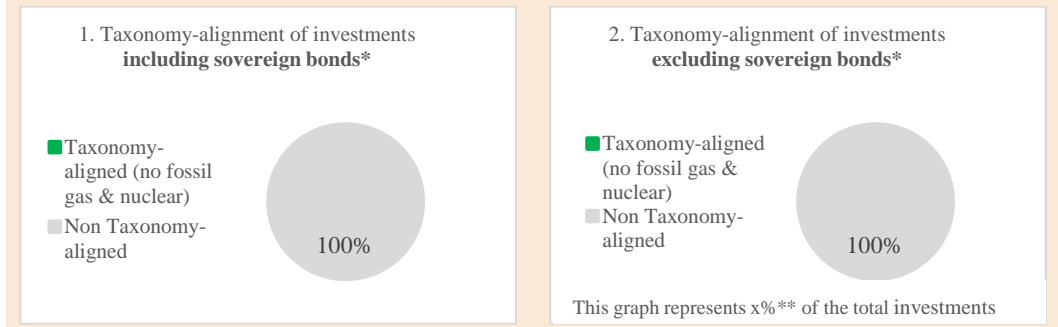 1. Taxonomy-alignment of investments
including sovereign bonds*
Taxonomy-
aligned (no fossil
gas & nuclear)
Non Taxonomy-
aligned
100%
2. Taxonomy-alignment of investments
excluding sovereign bonds*
Taxonomy-aligned
(no fossil gas &
nuclear)
Non Taxonomy-
aligned
100%
This graph represents x%** of the total investments